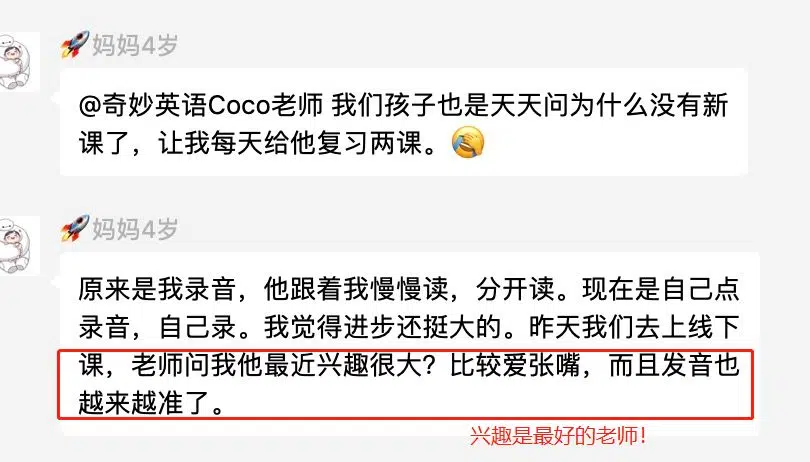 🚀妈妈4岁
@奇妙英语Coco老师 我们孩子也是天天问为什么没有新
课了，让我每天给他复习两课。🤦
🚀妈妈4岁
原来是我录音，他跟着我慢慢读，分开读。现在是自己点
录音，自己录。我觉得进步还挺大的。昨天我们去上线下
课，老师问我他最近兴趣很大？比较爱张嘴，而且发音也
越来越准了。
兴趣是最好的老师！